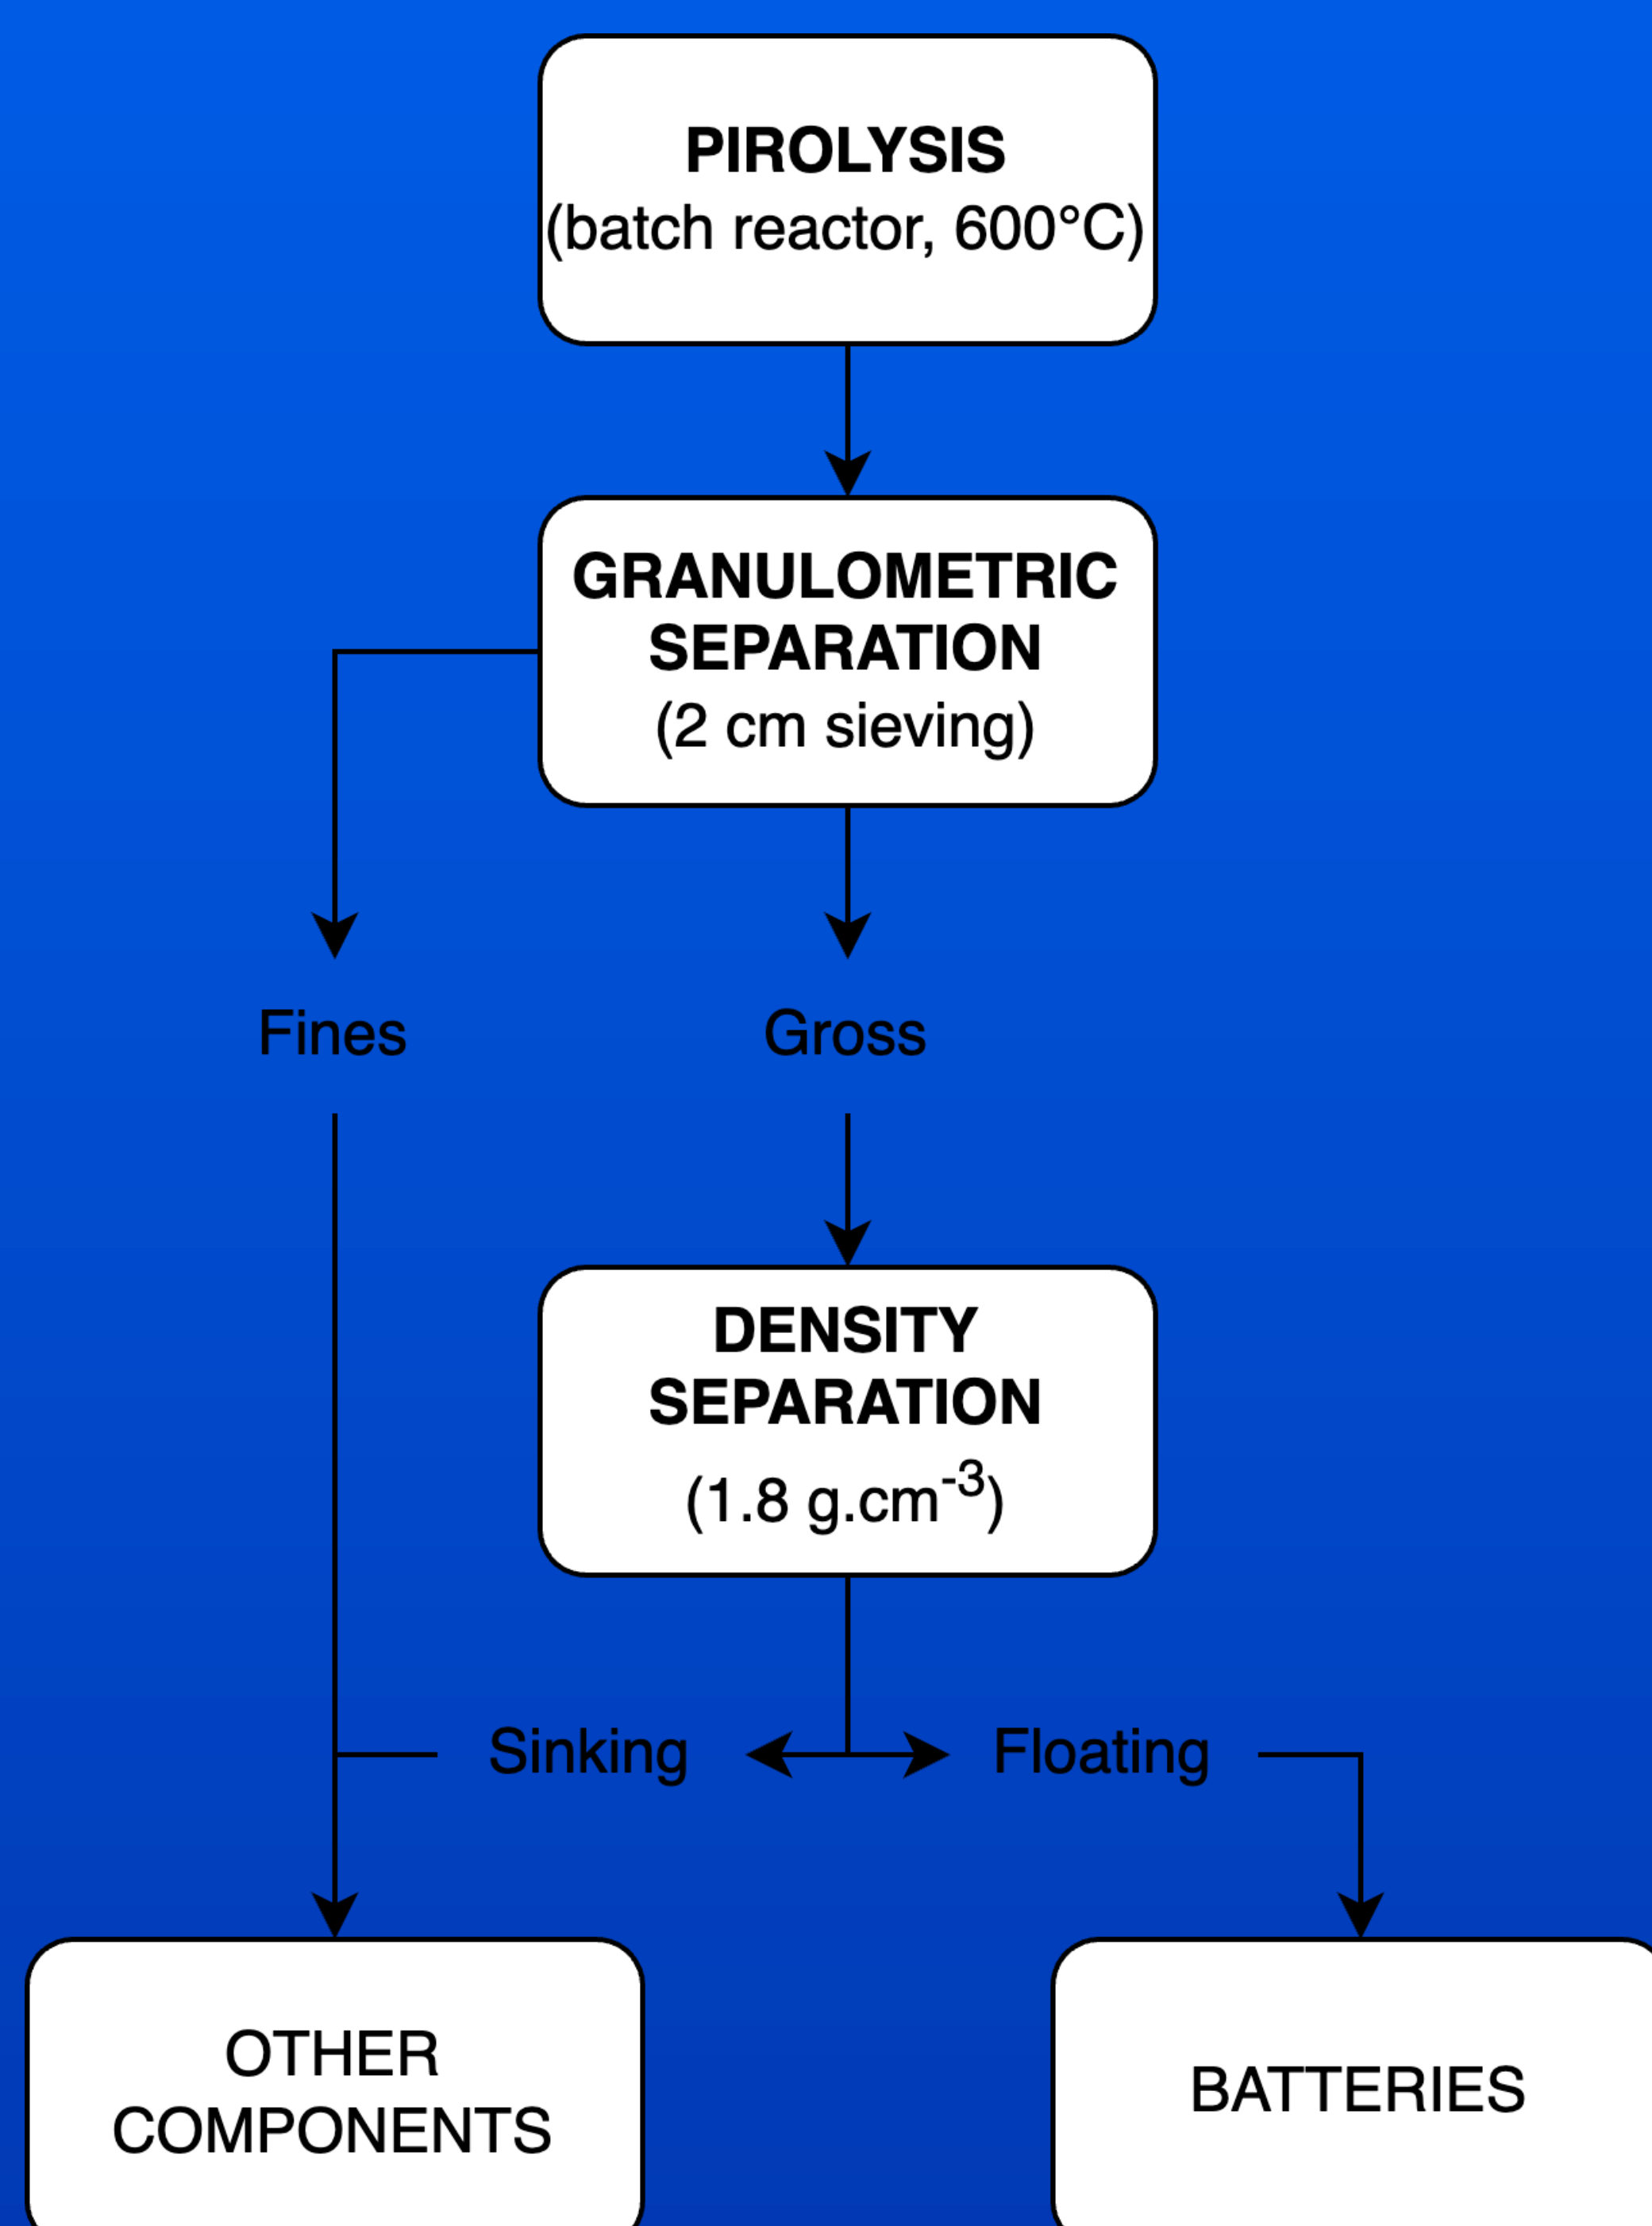 PIROLYSIS
(batch reactor, 600°C)
GRANULOMETRIC
SEPARATION
(2 cm sieving)
Fines
Gross
DENSITY
SEPARATION
(1.8 g.cm⁻³)
Sinking
Floating
OTHER
COMPONENTS
BATTERIES